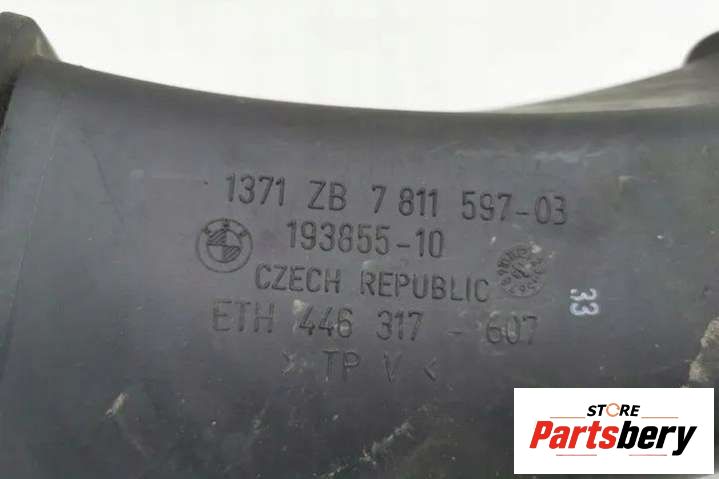 1371 ZB 7 811 597-03
193855-10
CZECH REPUBLIC
ETH 446 317 - 607
> TP V <
33
STORE
Partsbery